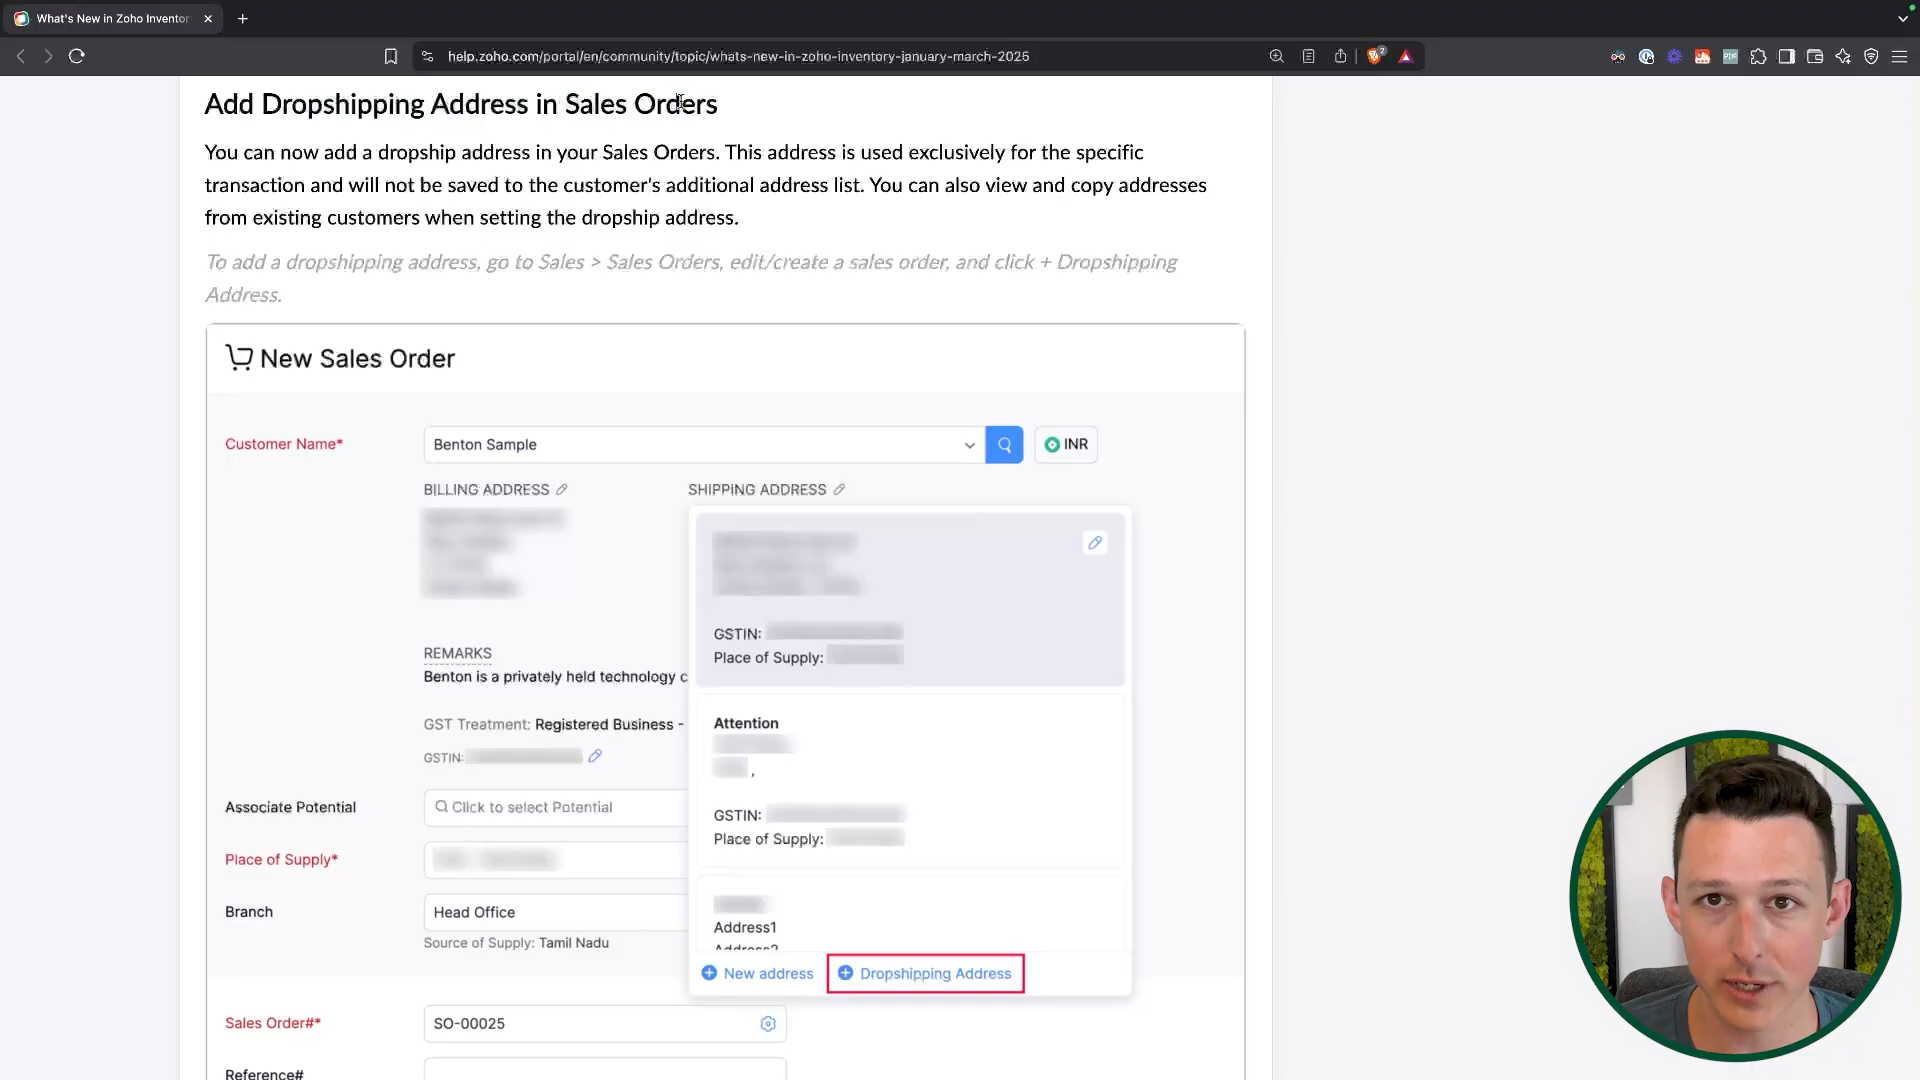 What's New in Zoho Inventor
help.zoho.com/portal/en/community/topic/whats-new-in-zoho-inventory-january-march-2025
2
PDF
Add Dropshipping Address in Sales Orders
You can now add a dropship address in your Sales Orders. This address is used exclusively for the specific
transaction and will not be saved to the customer's additional address list. You can also view and copy addresses
from existing customers when setting the dropship address.
To add a dropshipping address, go to Sales > Sales Orders, edit/create a sales order, and click + Dropshipping
Address.
New Sales Order
Customer Name*
Benton Sample
INR
BILLING ADDRESS
SHIPPING ADDRESS
GSTIN:
Place of Supply:
REMARKS
Benton is a privately held technology c
GST Treatment: Registered Business -
GSTIN:
Attention
,
GSTIN:
Place of Supply:
Associate Potential
Click to select Potential
Place of Supply*
Branch
Head Office
Source of Supply: Tamil Nadu
Address1
Address2
New address
Dropshipping Address
Sales Order#*
SO-00025
Reference#